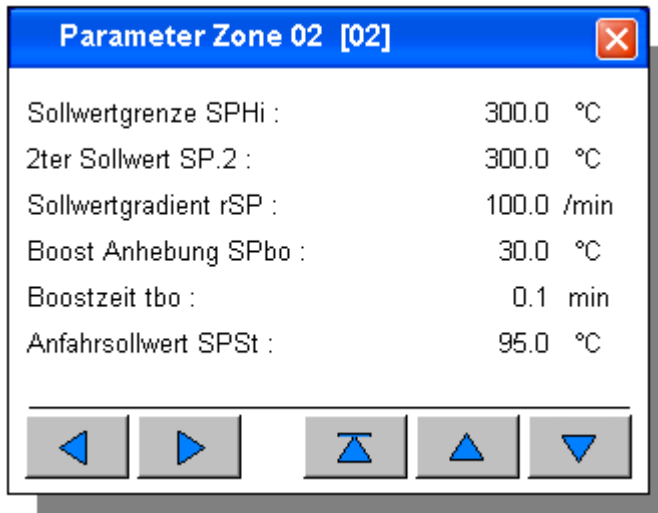 Parameter Zone 02 [02]
Sollwertgrenze SPHi : 300.0 °C
2ter Sollwert SP.2 : 300.0 °C
Sollwertgradient rSP : 100.0 /min
Boost Anhebung SPbo : 30.0 °C
Boostzeit tbo : 0.1 min
Anfahrsollwert SPSt : 95.0 °C